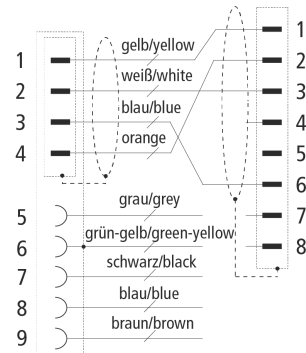 gelb/yellow
1
1
weiß/white
2
2
blau/blue
3
3
orange
4
4
5
grau/grey
6
5
7
grün-gelb/green-yellow
6
8
schwarz/black
7
blau/blue
8
braun/brown
9